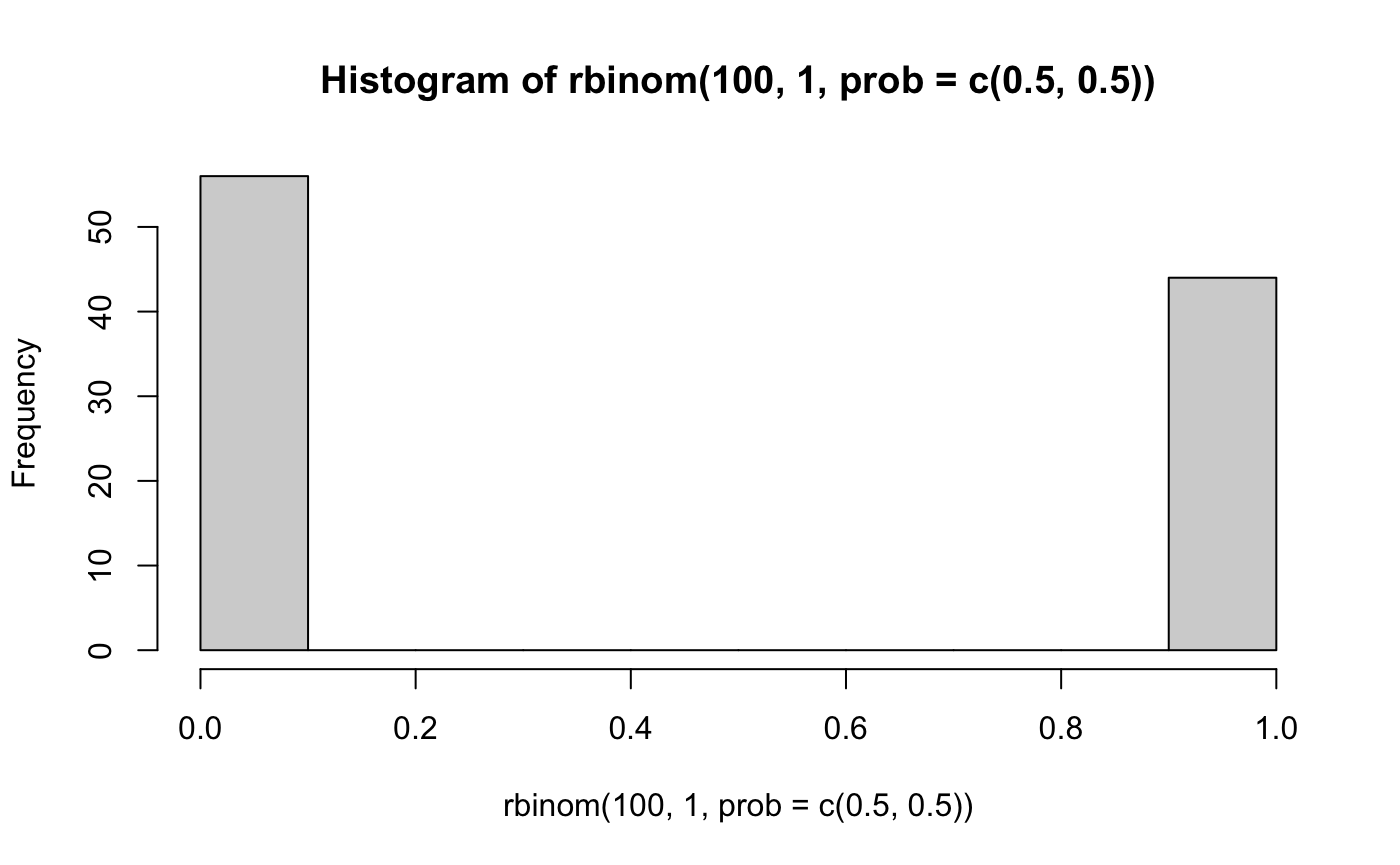 Histogram of rbinom(100, 1, prob = c(0.5, 0.5))
Frequency
50
40
30
20
10
0
0.0 0.2 0.4 0.6 0.8 1.0
rbinom(100, 1, prob = c(0.5, 0.5))